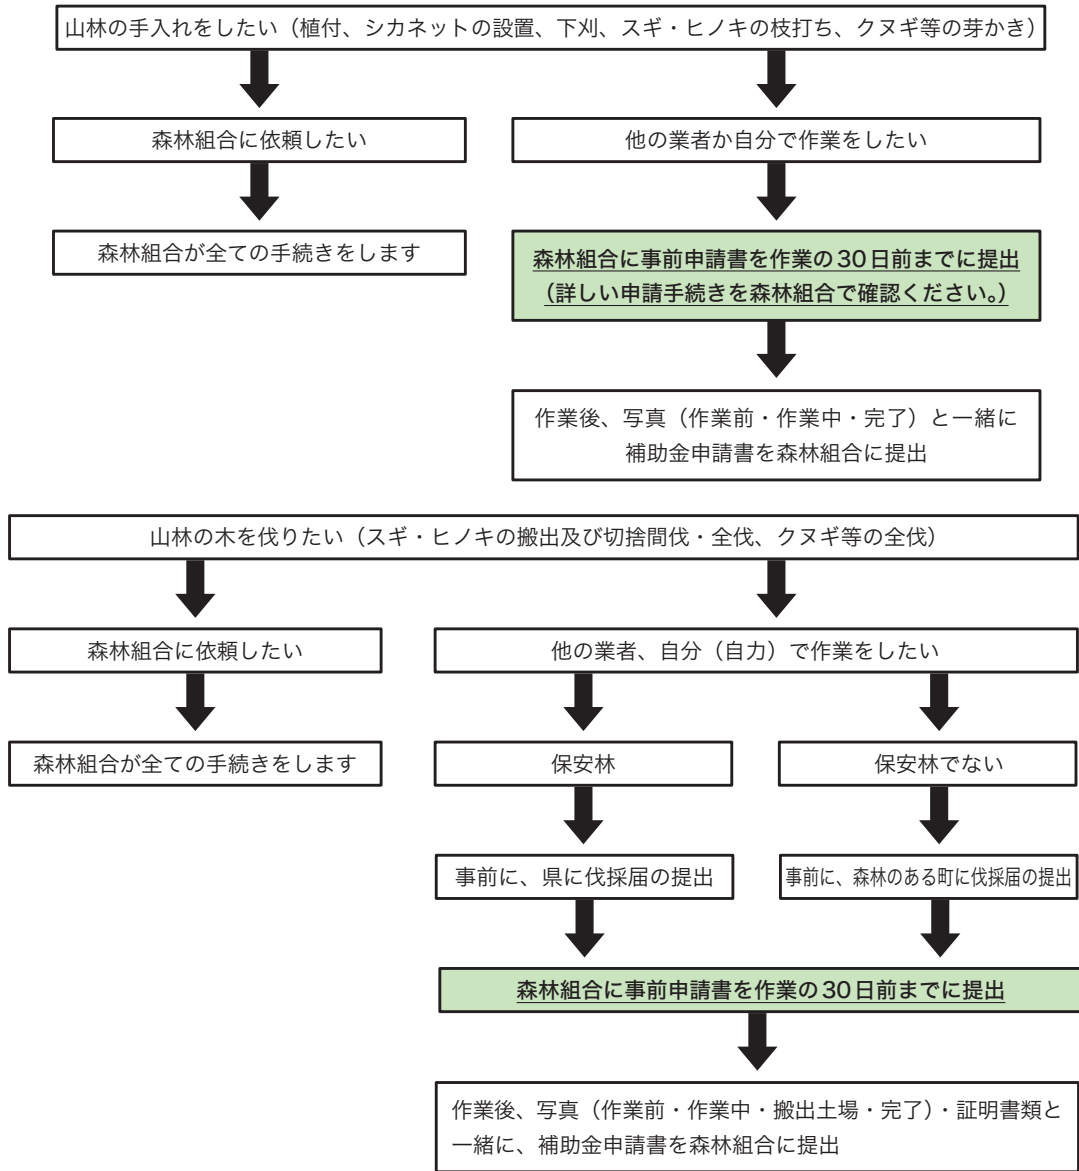 山林の手入れをしたい（植付、シカネットの設置、下刈、スギ・ヒノキの枝打ち、クヌギ等の芽かき）
森林組合に依頼したい
他の業者か自分で作業をしたい
森林組合が全ての手続きをします
森林組合に事前申請書を作業の30日前までに提出
（詳しい申請手続きを森林組合で確認ください。）
作業後、写真（作業前・作業中・完了）と一緒に
補助金申請書を森林組合に提出
山林の木を伐りたい（スギ・ヒノキの搬出及び切捨間伐・全伐、クヌギ等の全伐）
森林組合に依頼したい
他の業者、自分（自力）で作業をしたい
森林組合が全ての手続きをします
保安林
保安林でない
事前に、県に伐採届の提出
事前に、森林のある町に伐採届の提出
森林組合に事前申請書を作業の30日前までに提出
作業後、写真（作業前・作業中・搬出土場・完了）・証明書類と
一緒に、補助金申請書を森林組合に提出